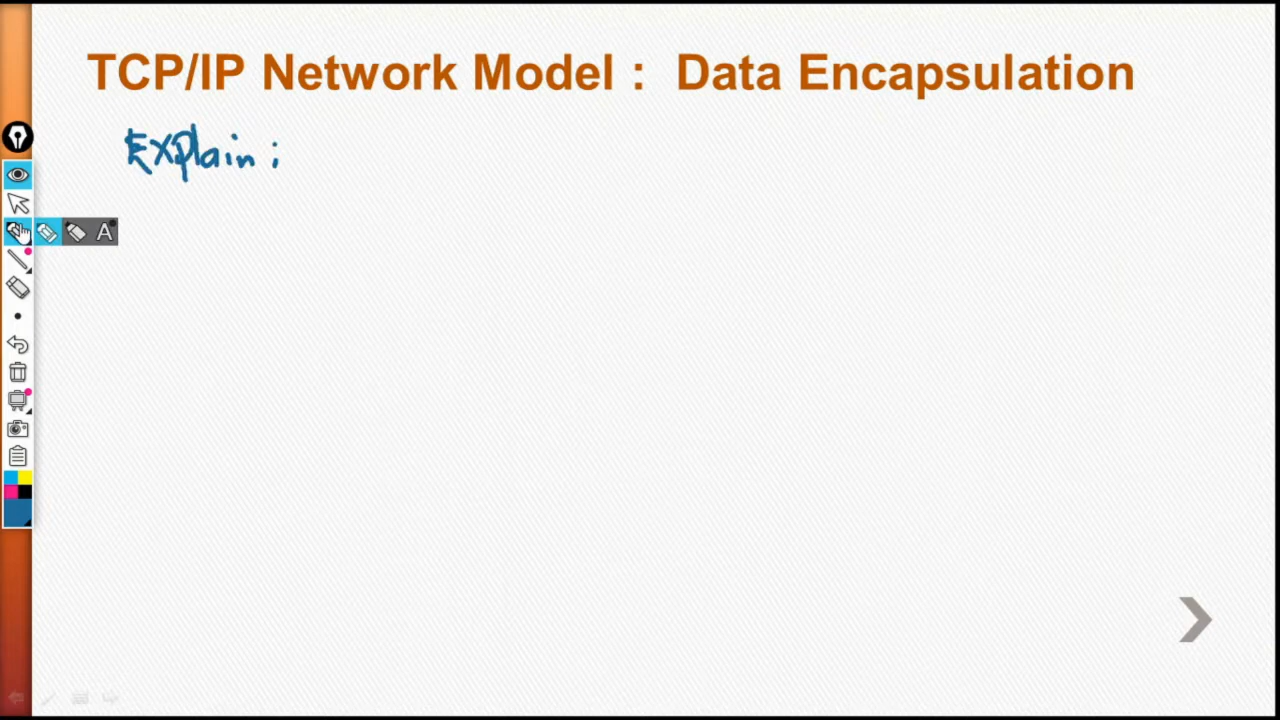 TCP/IP Network Model : Data Encapsulation
Explain :
A